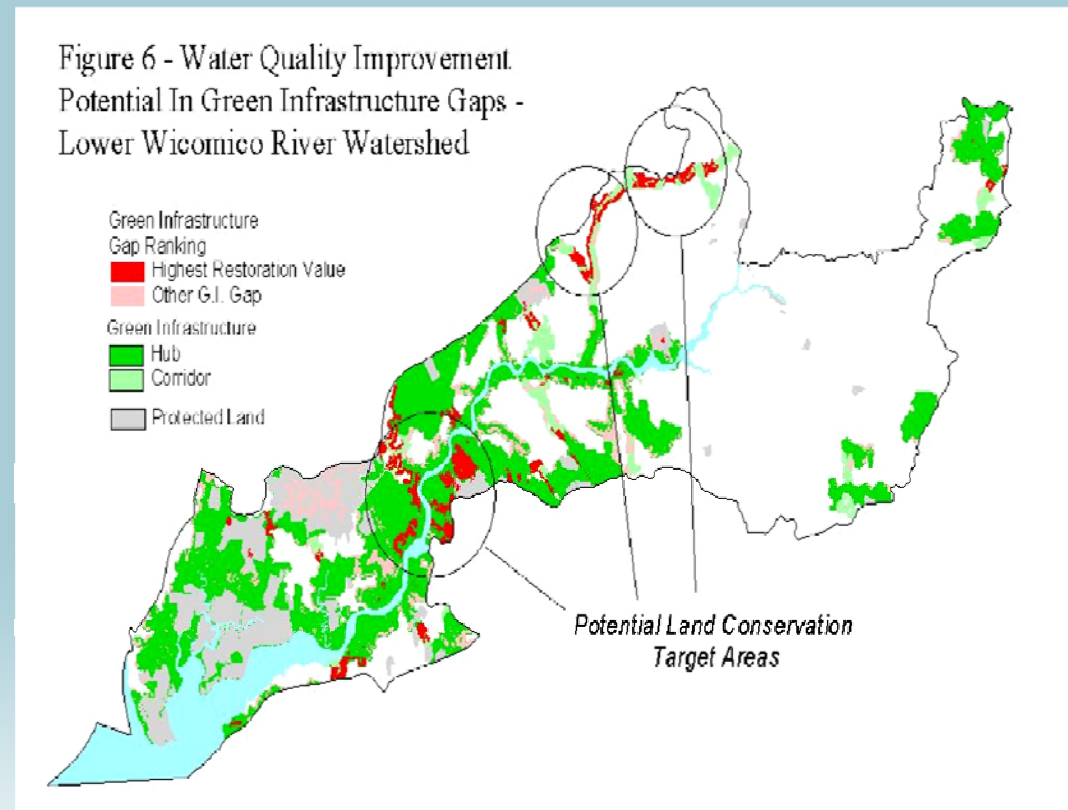 Figure 6 - Water Quality Improvement
Potential In Green Infrastructure Gaps -
Lower Wicomico River Watershed
Green Infrastructure
Gap Ranking
Highest Restoration Value
Other G.I. Gap
Green Infrastructure
Hub
Corridor
Protected Land
Potential Land Conservation
Target Areas